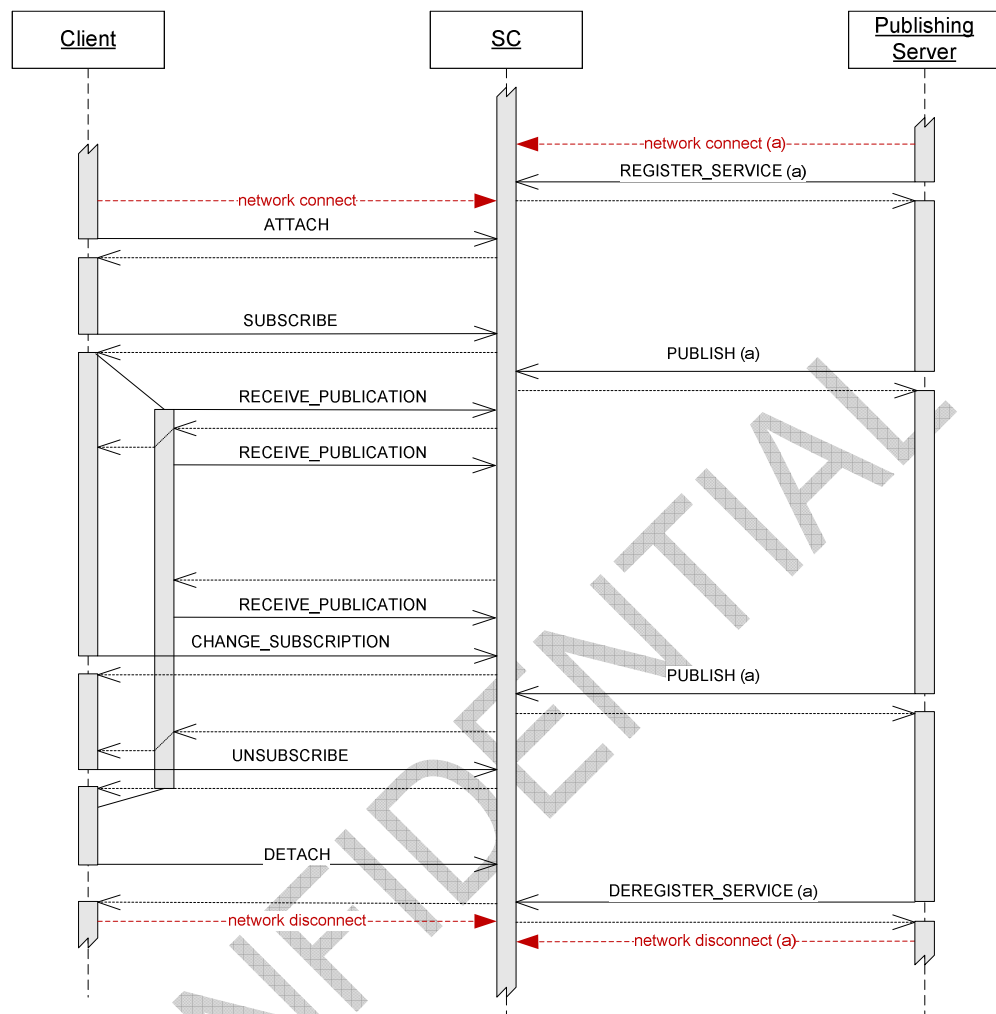 Client
SC
Publishing
Server
network connect (a)
REGISTER_SERVICE (a)
network connect
ATTACH
SUBSCRIBE
PUBLISH (a)
RECEIVE_PUBLICATION
RECEIVE_PUBLICATION
RECEIVE_PUBLICATION
CHANGE_SUBSCRIPTION
PUBLISH (a)
UNSUBSCRIBE
DETACH
DEREGISTER_SERVICE (a)
network disconnect
network disconnect (a)
NFIDENTIAL